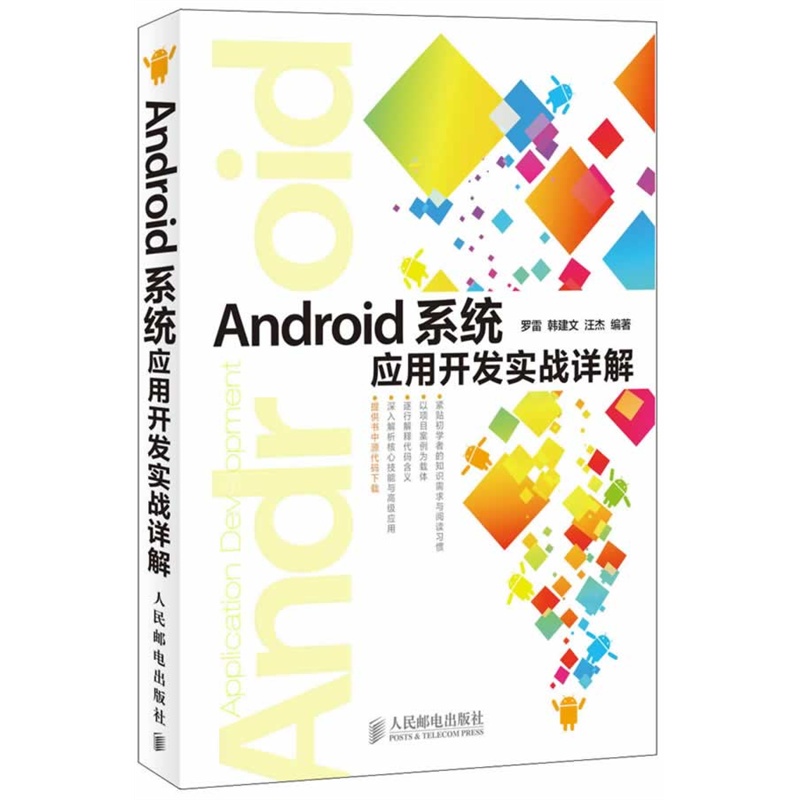 Android 系统
应用开发实战详解
人民邮电出版社
Android
Application Development
Android 系统
应用开发实战详解
罗雷 韩建文 汪杰 编著
紧贴初学者的知识需求与阅读习惯
以项目案例为载体
逐行解释代码含义
深入解析核心技能与高级应用
提供书中源代码下载
人民邮电出版社
POSTS & TELECOM PRESS